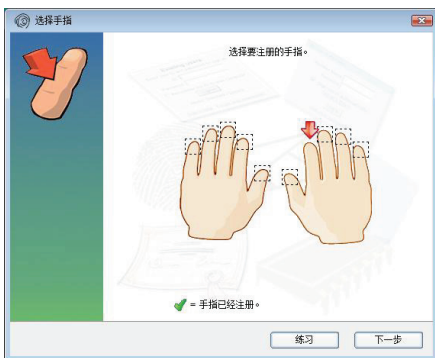 选择手指
选择要注册的手指。
= 手指已经注册。
练习
下一步